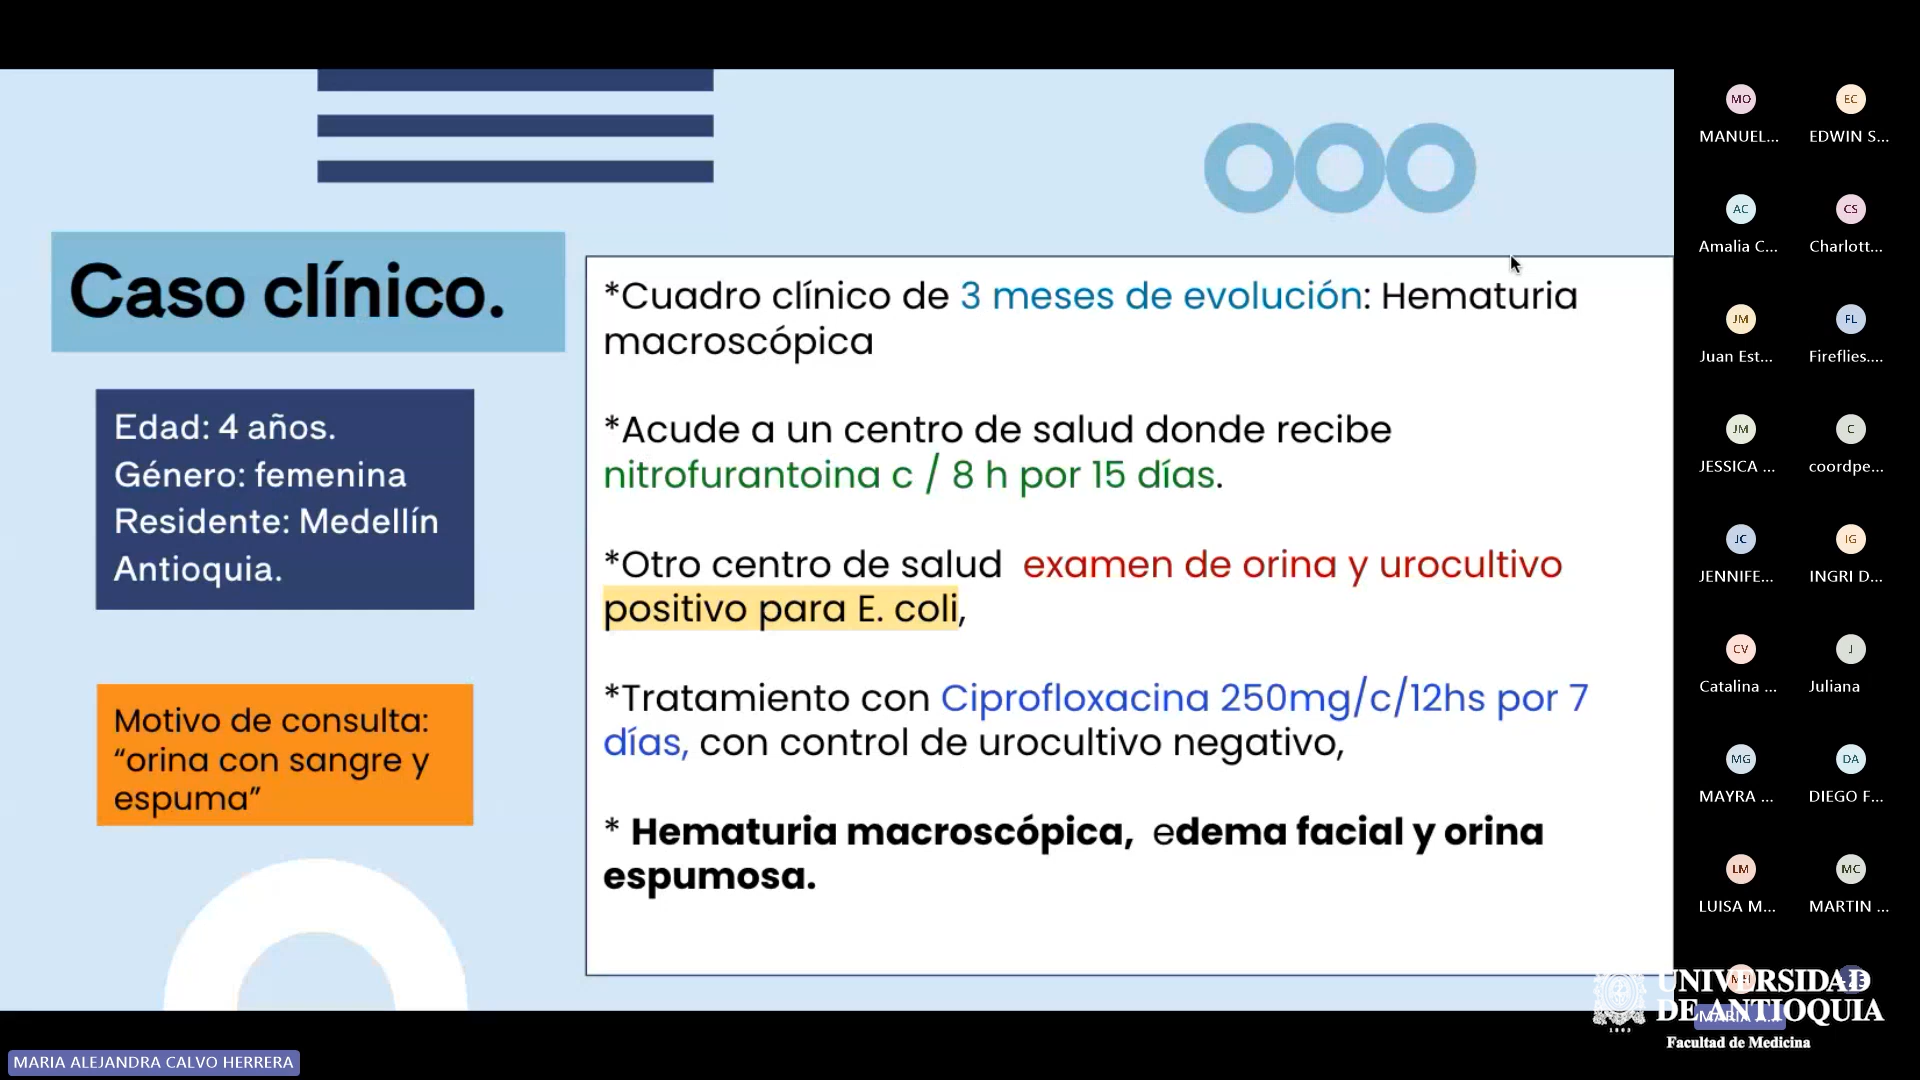 Caso clínico.
Edad: 4 años.
Género: femenina
Residente: Medellín
Antioquia.
Motivo de consulta:
“orina con sangre y
espuma”
*Cuadro clínico de 3 meses de evolución: Hematuria
macroscópica
*Acude a un centro de salud donde recibe
nitrofurantoina c / 8 h por 15 días.
*Otro centro de salud examen de orina y urocultivo
positivo para E. coli,
*Tratamiento con Ciprofloxacina 250mg/c/12hs por 7
días, con control de urocultivo negativo,
* Hematuria macroscópica, edema facial y orina
espumosa.
MO EC
MANUEL... EDWIN S...
AC CS
Amalia C... Charlott...
JM FL
Juan Est... Fireflies....
JM C
JESSICA ... coordpe...
JC IG
JENNIFE... INGRI D...
CV J
Catalina ... Juliana
MG DA
MAYRA ... DIEGO F...
LM MC
LUISA M... MARTIN ...
UNIVERSIDAD
DE ANTIOQUIA
1803
Facultad de Medicina
MARIA ALEJANDRA CALVO HERRERA